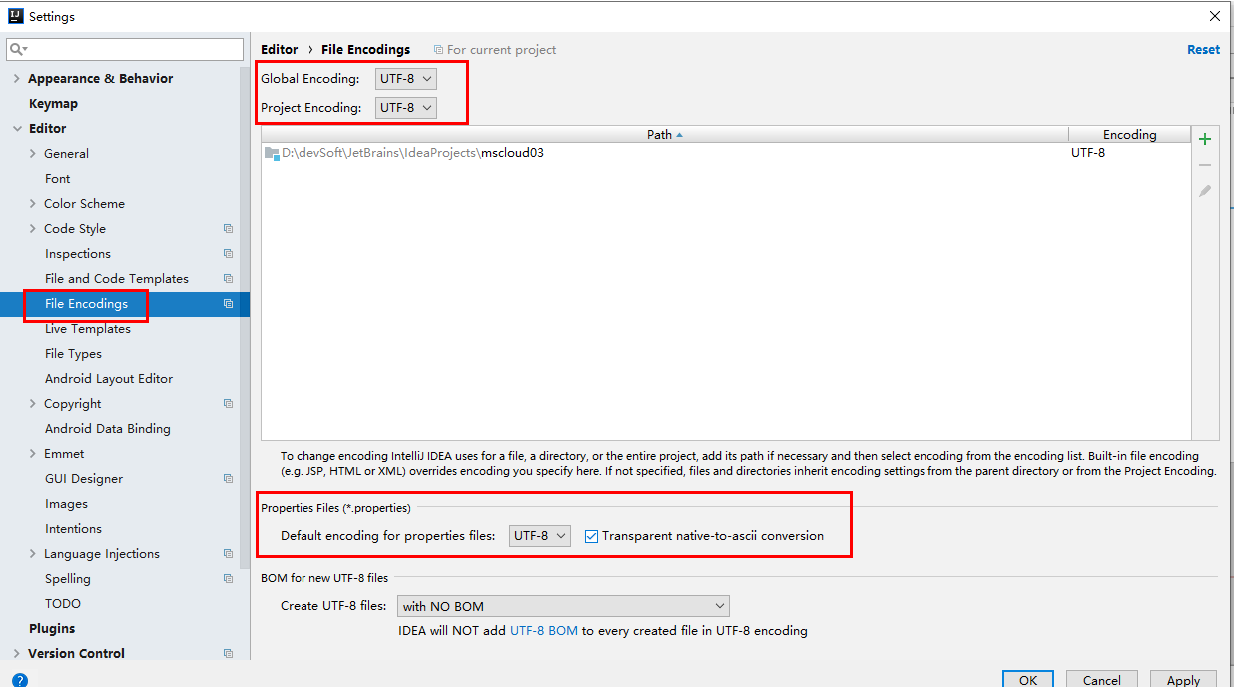 Settings
Editor › File Encodings For current project Reset
Appearance & Behavior
Keymap
Editor
General
Font
Color Scheme
Code Style
Inspections
File and Code Templates
File Encodings
Live Templates
File Types
Android Layout Editor
Copyright
Android Data Binding
Emmet
GUI Designer
Images
Intentions
Language Injections
Spelling
TODO
Plugins
Version Control
Global Encoding: UTF-8
Project Encoding: UTF-8
Path Encoding
D:\devSoft\JetBrains\IdeaProjects\mscloud03 UTF-8
To change encoding IntelliJ IDEA uses for a file, a directory, or the entire project, add its path if necessary and then select encoding from the encoding list. Built-in file encoding
(e.g. JSP, HTML or XML) overrides encoding you specify here. If not specified, files and directories inherit encoding settings from the parent directory or from the Project Encoding.
Properties Files (*.properties)
Default encoding for properties files: UTF-8 Transparent native-to-ascii conversion
BOM for new UTF-8 files
Create UTF-8 files: with NO BOM
IDEA will NOT add UTF-8 BOM to every created file in UTF-8 encoding
? OK Cancel Apply